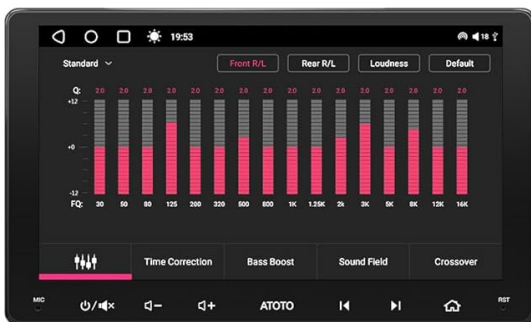 19:53 18
Standard Front R/L Rear R/L Loudness Default
Q: 2.0 2.0 2.0 2.0 2.0 2.0 2.0 2.0 2.0 2.0 2.0 2.0 2.0 2.0 2.0 2.0
+12
+0
-12
FQ: 30 50 80 125 200 320 500 800 1K 1.25K 2k 3K 5K 8K 12K 16K
Time Correction Bass Boost Sound Field Crossover
MIC ATOTO RST